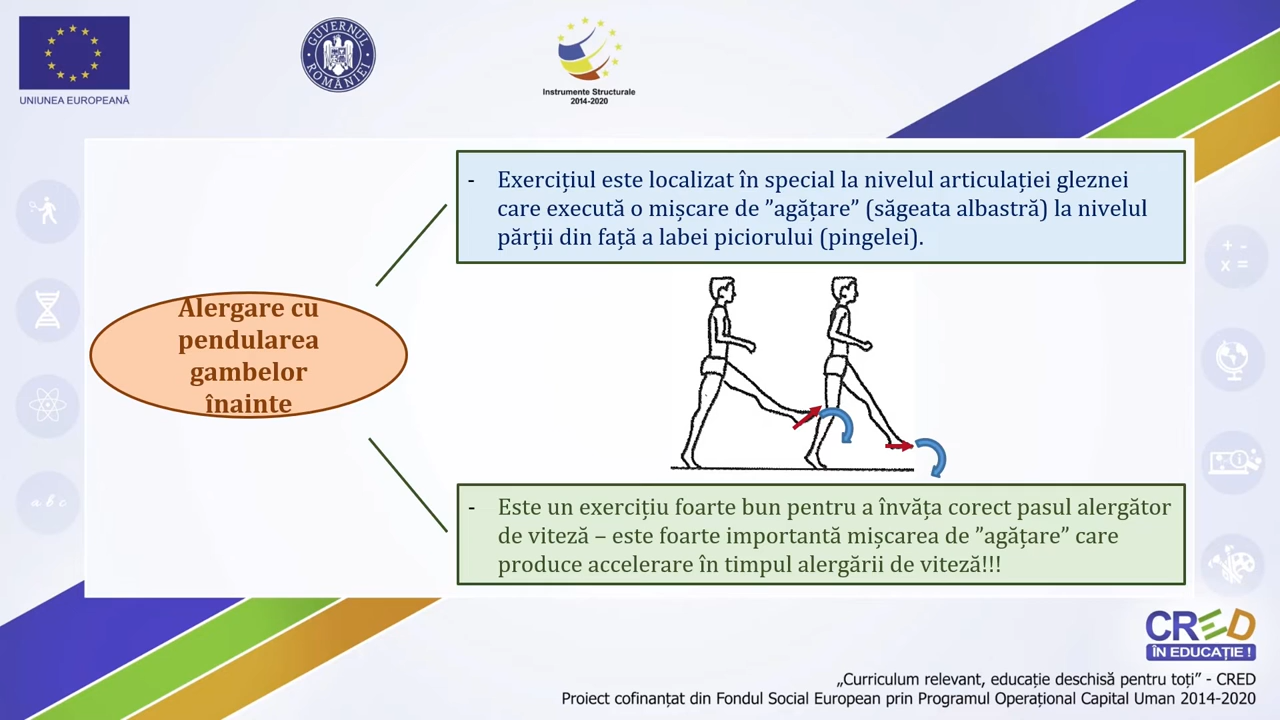 UNIUNEA EUROPEANĂ
GUVERNUL ROMÂNIEI
Instrumente Structurale
2014-2020
- Exercițiul este localizat în special la nivelul articulației gleznei
care execută o mișcare de ”agățare” (săgeata albastră) la nivelul
părții din față a labei piciorului (pingelei).
Alergare cu
pendularea
gambelor
înainte
- Este un exercițiu foarte bun pentru a învăța corect pasul alergător
de viteză – este foarte importantă mișcarea de ”agățare” care
produce accelerare în timpul alergării de viteză!!!
+ -
x =
a b c
CRED
ÎN EDUCAȚIE !
„Curriculum relevant, educație deschisă pentru toți” - CRED
Proiect cofinanțat din Fondul Social European prin Programul Operațional Capital Uman 2014-2020